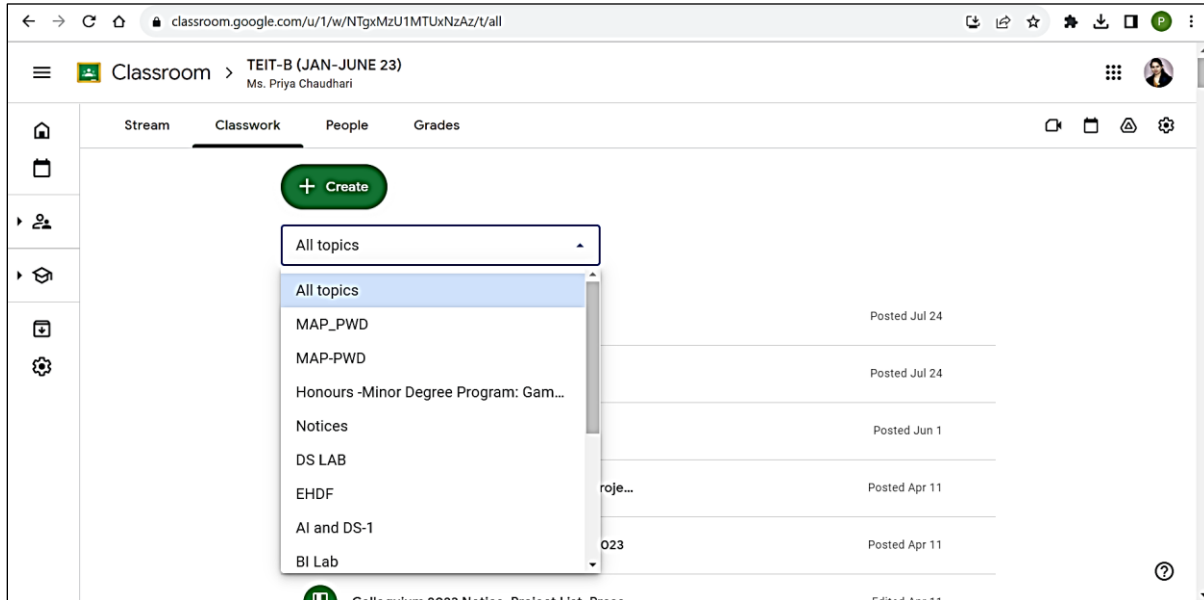 classroom.google.com/u/1/w/NTgxMzU1MTUxNzAz/t/all
P
Classroom > TEIT-B (JAN-JUNE 23)
Ms. Priya Chaudhari
Stream Classwork People Grades
+ Create
All topics
All topics
MAP_PWD
Posted Jul 24
MAP-PWD
Posted Jul 24
Honours -Minor Degree Program: Gam...
Notices
Posted Jun 1
DS LAB
EHDF
roje... Posted Apr 11
AI and DS-1
023 Posted Apr 11
BI Lab